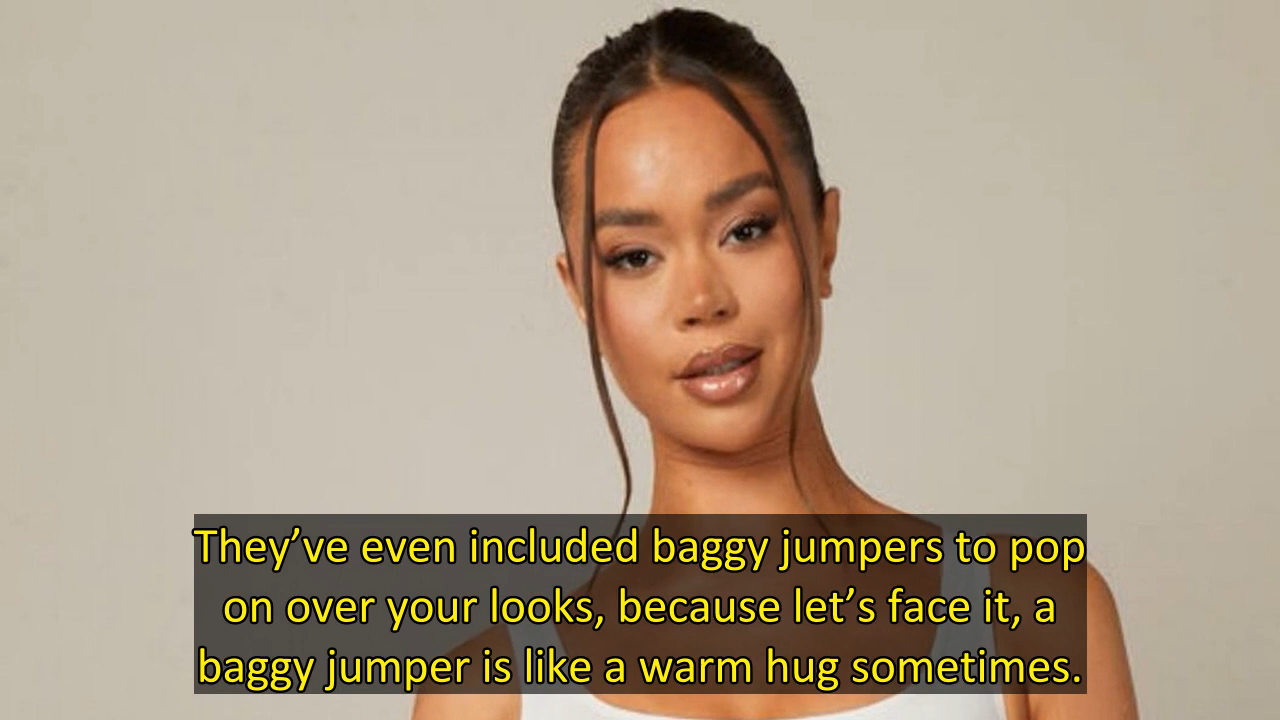 They’ve even included baggy jumpers to pop
on over your looks, because let’s face it, a
baggy jumper is like a warm hug sometimes.